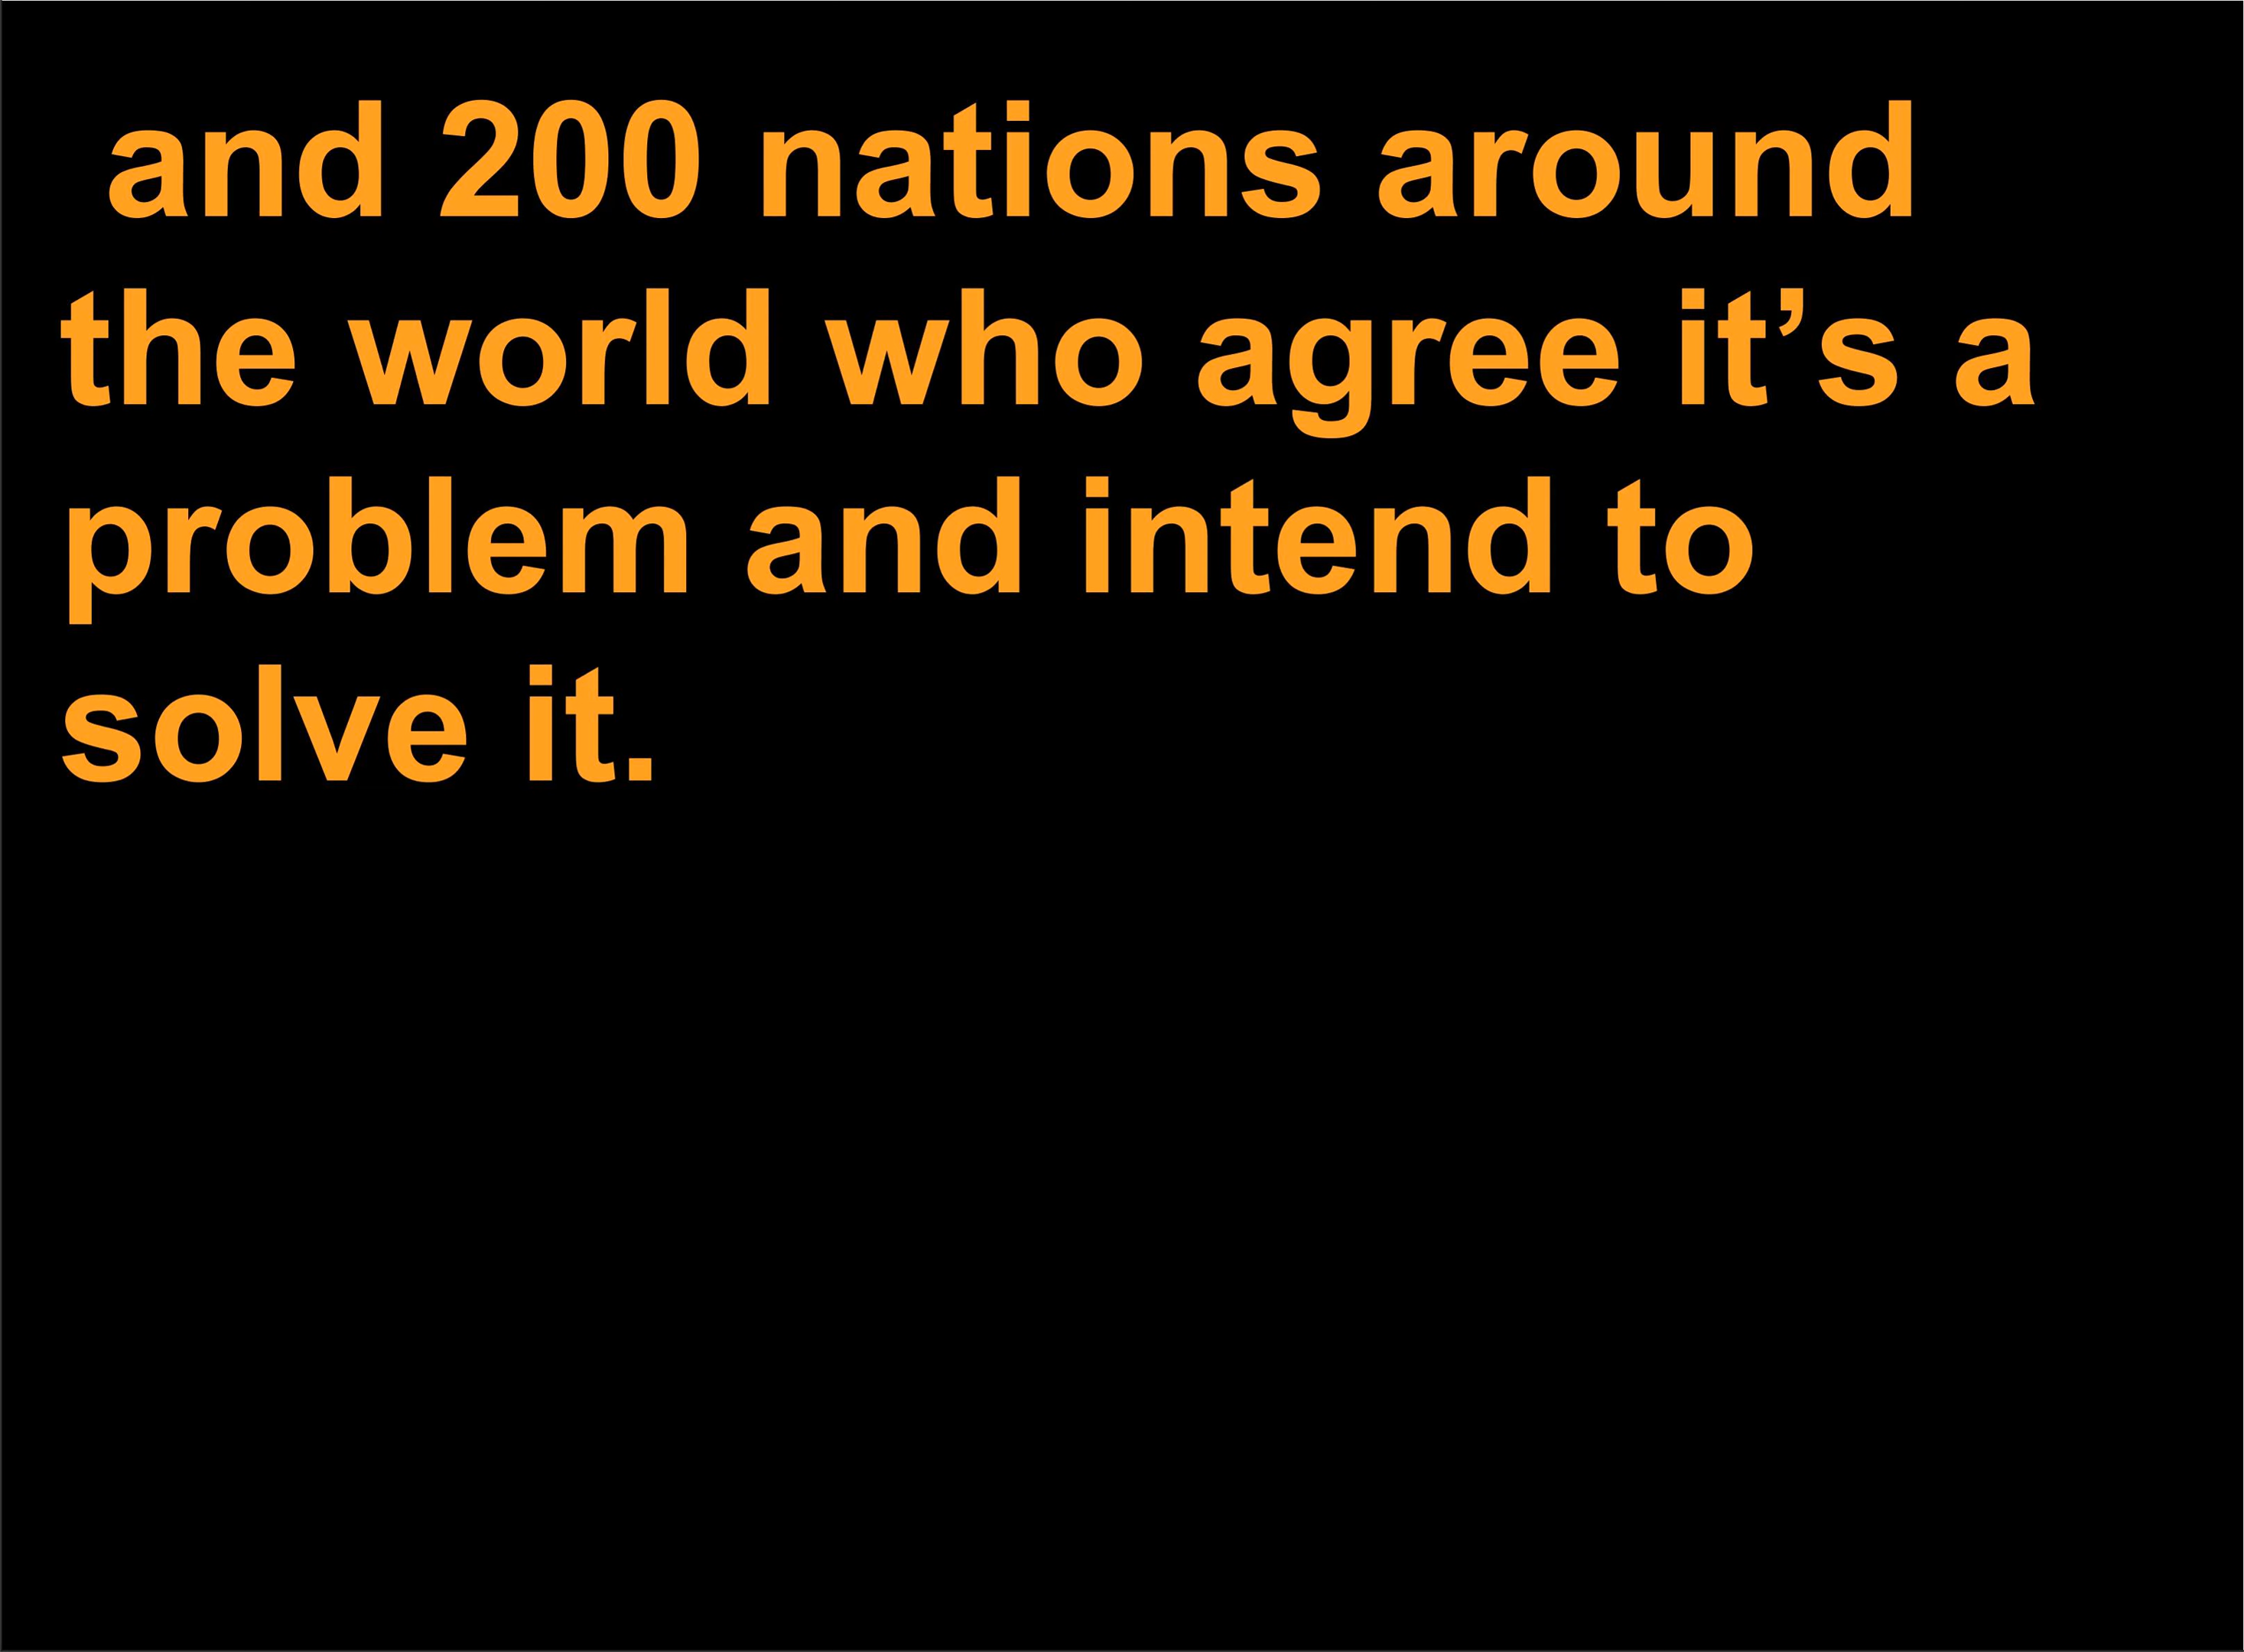 and 200 nations around
the world who agree it’s a
problem and intend to
solve it.